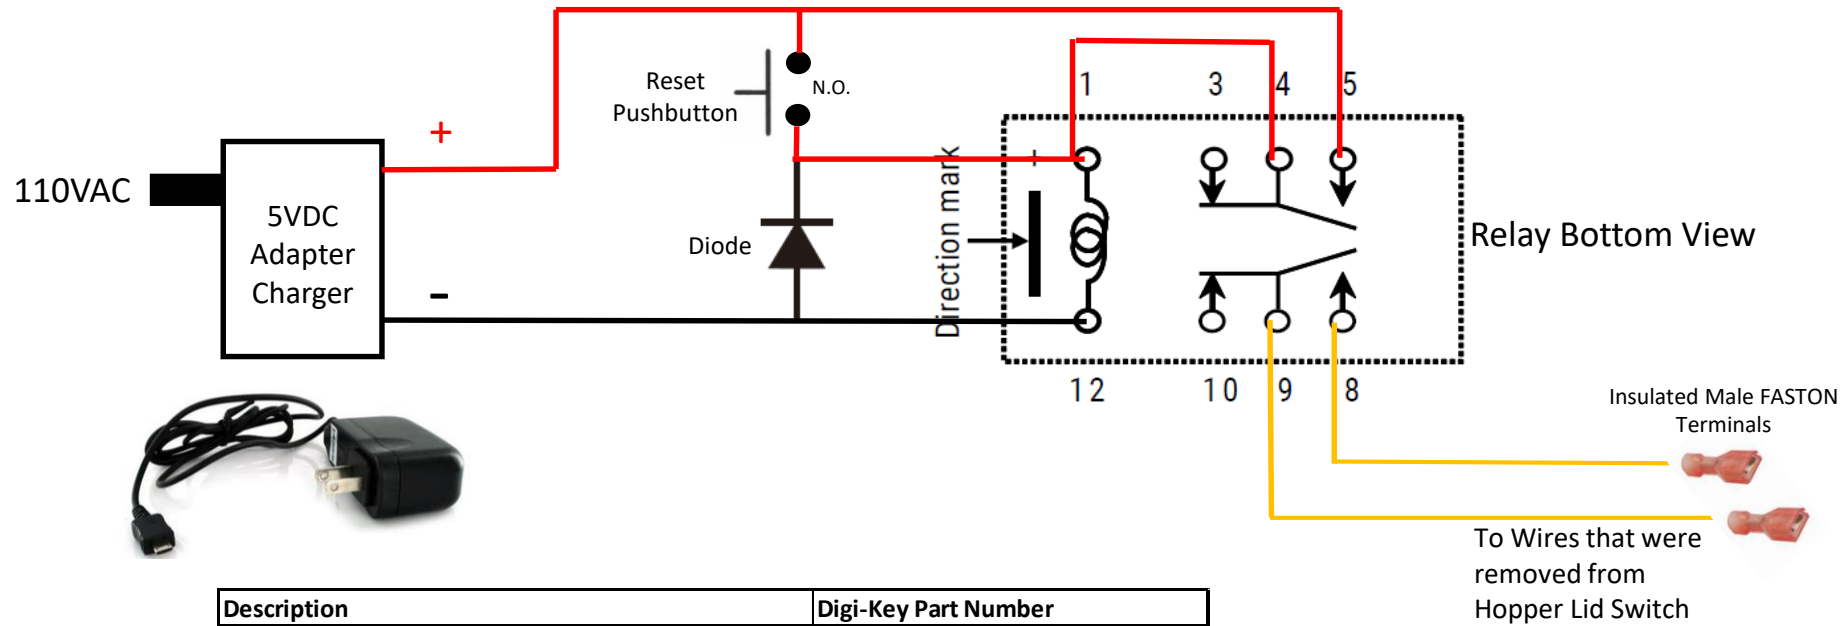 110VAC
5VDC
Adapter
Charger
+
-
Reset
Pushbutton
N.O.
Diode
Direction mark
+
1
3
4
5
12
10
9
8
Relay Bottom View
Insulated Male FASTON
Terminals
To Wires that were
removed from
Hopper Lid Switch
Description
Digi-Key Part Number